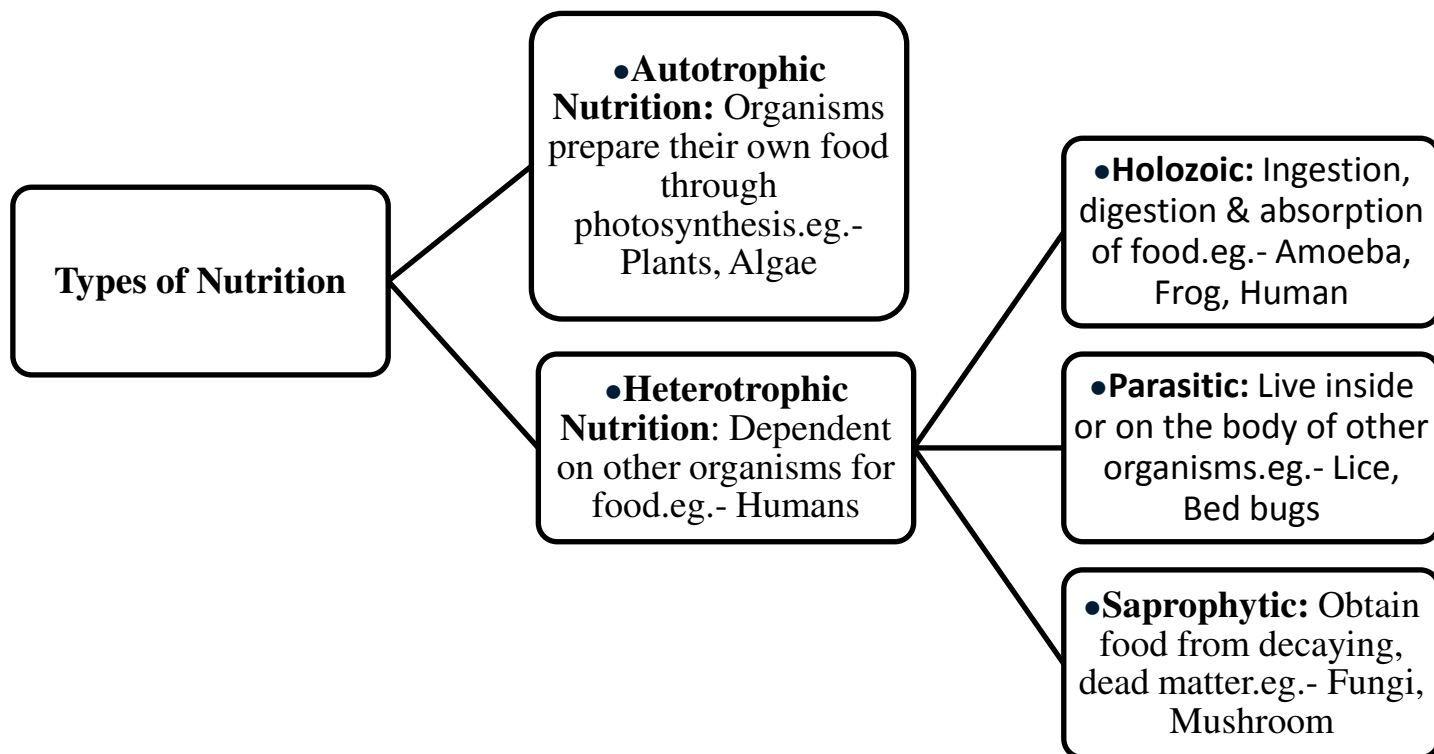 Types of Nutrition
●Autotrophic
Nutrition: Organisms
prepare their own food
through
photosynthesis.eg.-
Plants, Algae
●Heterotrophic
Nutrition: Dependent
on other organisms for
food.eg.- Humans
●Holozoic: Ingestion,
digestion & absorption
of food.eg.- Amoeba,
Frog, Human
●Parasitic: Live inside
or on the body of other
organisms.eg.- Lice,
Bed bugs
●Saprophytic: Obtain
food from decaying,
dead matter.eg.- Fungi,
Mushroom